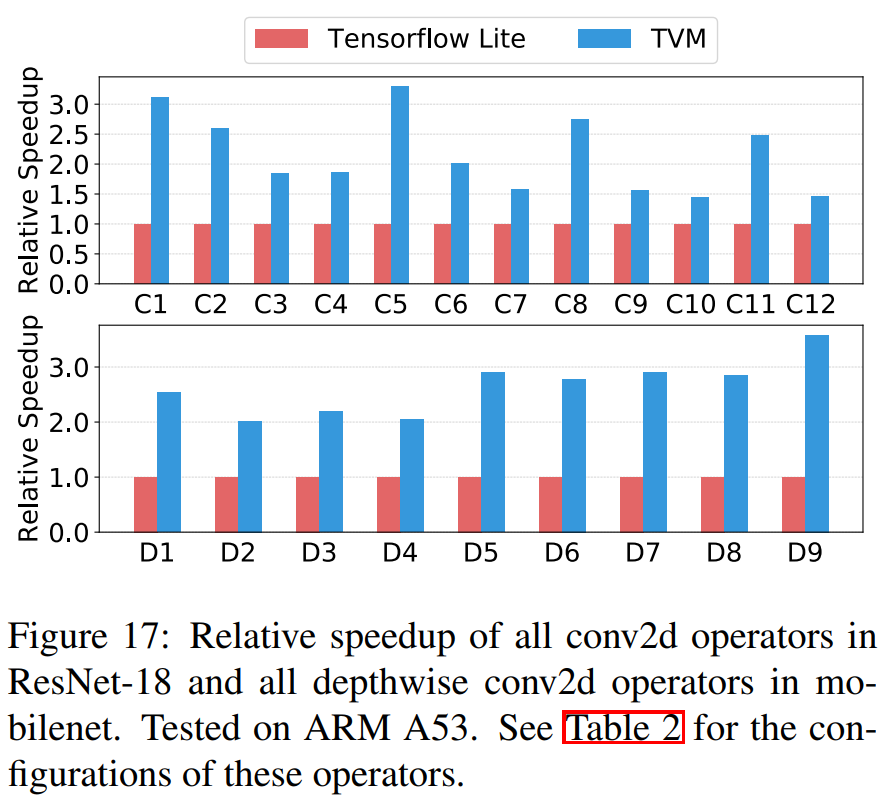 Tensorflow Lite TVM
Relative Speedup
3.0
2.5
2.0
1.5
1.0
0.5
0.0
C1 C2 C3 C4 C5 C6 C7 C8 C9 C10 C11 C12
Relative Speedup
3.0
2.0
1.0
0.0
D1 D2 D3 D4 D5 D6 D7 D8 D9
Figure 17: Relative speedup of all conv2d operators in
ResNet-18 and all depthwise conv2d operators in mo-
bilenet. Tested on ARM A53. See Table 2 for the con-
figurations of these operators.